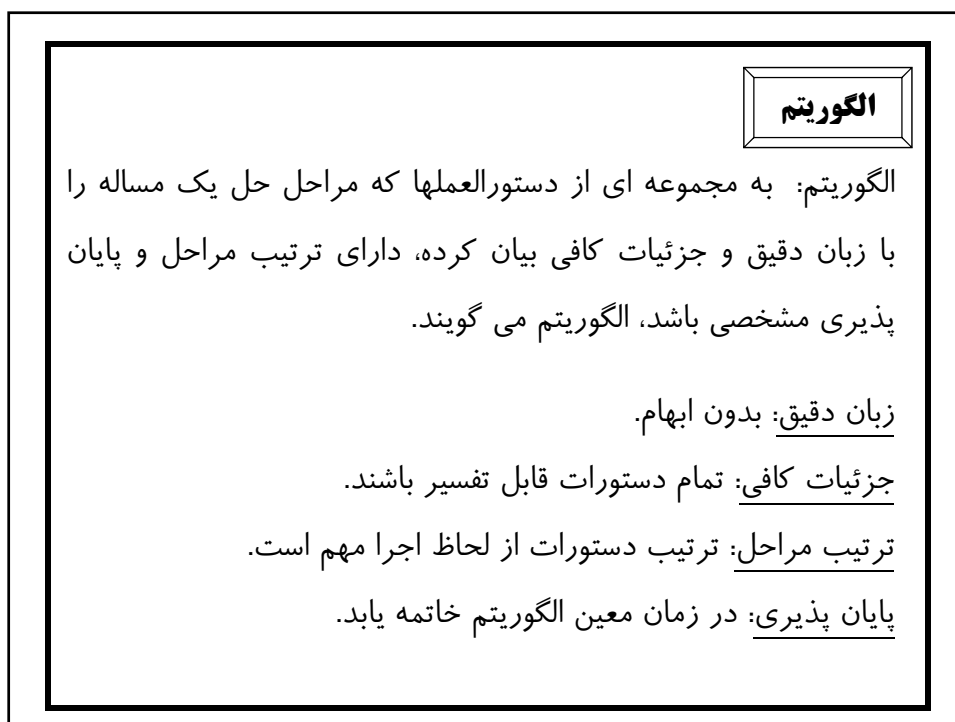 الگوریتم
الگوریتم: به مجموعه ای از دستورالعملها که مراحل حل یک مساله را
با زبان دقیق و جزئیات کافی بیان کرده، دارای ترتیب مراحل و پایان
پذیری مشخصی باشد، الگوریتم می گویند.
زبان دقیق: بدون ابهام.
جزئیات کافی: تمام دستورات قابل تفسیر باشند.
ترتیب مراحل: ترتیب دستورات از لحاظ اجرا مهم است.
پایان پذیری: در زمان معین الگوریتم خاتمه یابد.